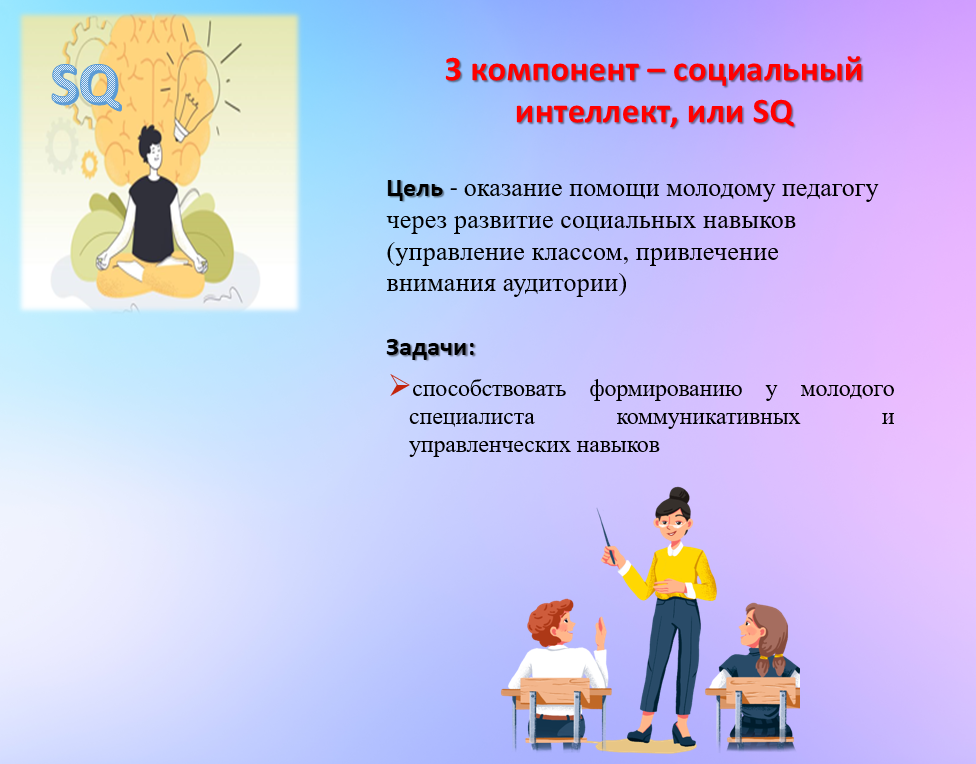 SQ
3 компонент – социальный
интеллект, или SQ
Цель - оказание помощи молодому педагогу
через развитие социальных навыков
(управление классом, привлечение
внимания аудитории)
Задачи:
способствовать формированию у молодого
специалиста коммуникативных и
управленческих навыков